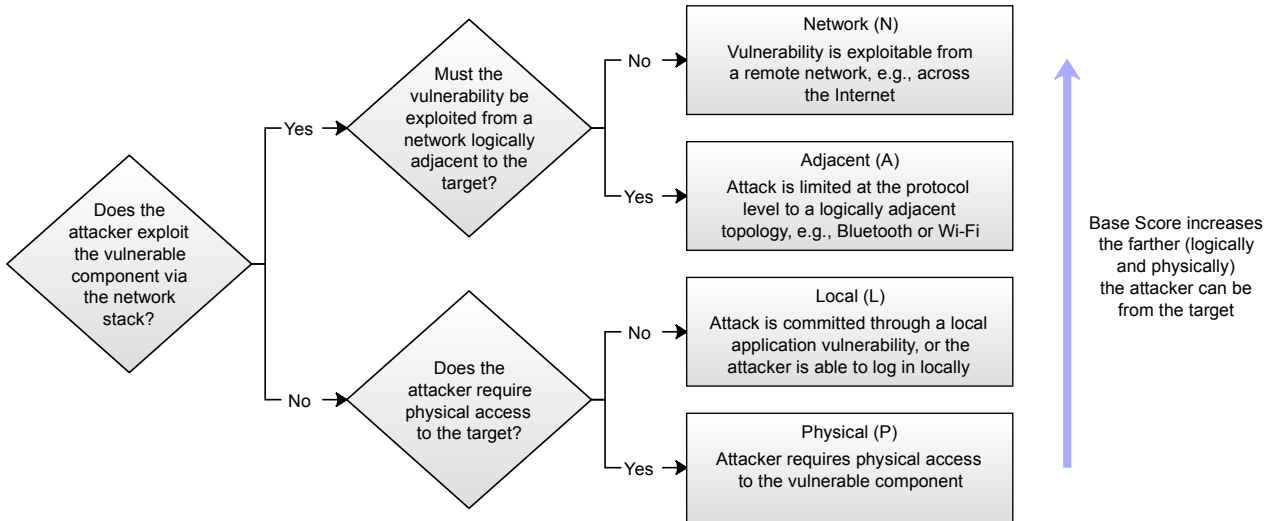 Does the
attacker exploit
the vulnerable
component via
the network
stack?
Yes
No
Must the
vulnerability be
exploited from a
network logically
adjacent to the
target?
No
Yes
Does the
attacker require
physical access
to the target?
No
Yes
Network (N)
Vulnerability is exploitable from
a remote network, e.g., across
the Internet
Adjacent (A)
Attack is limited at the protocol
level to a logically adjacent
topology, e.g., Bluetooth or Wi-Fi
Local (L)
Attack is committed through a local
application vulnerability, or the
attacker is able to log in locally
Physical (P)
Attacker requires physical access
to the vulnerable component
Base Score increases
the farther (logically
and physically)
the attacker can be
from the target